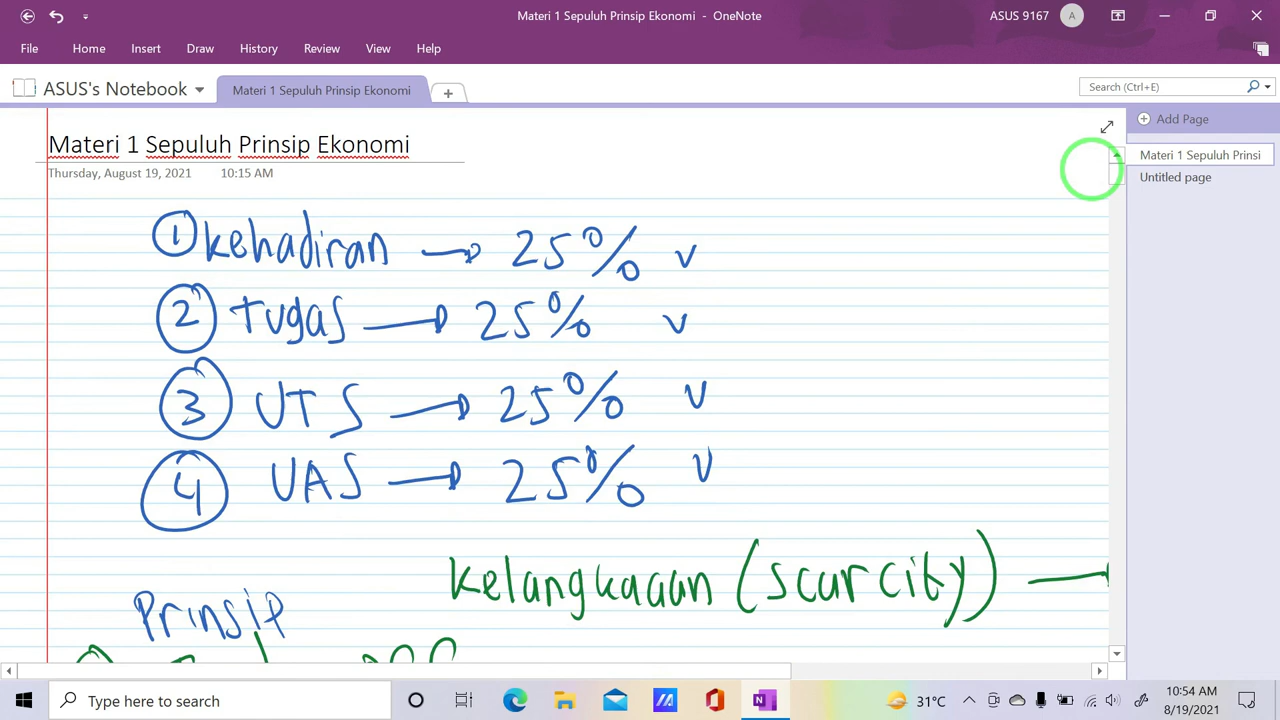 Materi 1 Sepuluh Prinsip Ekonomi - OneNote
ASUS 9167 A
File Home Insert Draw History Review View Help
ASUS's Notebook
Materi 1 Sepuluh Prinsip Ekonomi
Search (Ctrl+E)
Add Page
Materi 1 Sepuluh Prinsi
Untitled page
Materi 1 Sepuluh Prinsip Ekonomi
Thursday, August 19, 2021 10:15 AM
1 kehadiran → 25% v
2 Tugas → 25% v
3 UTS → 25% v
4 UAS → 25% v
kelangkaaan (scarcity) →
Prinsip
Type here to search
31°C
10:54 AM
8/19/2021